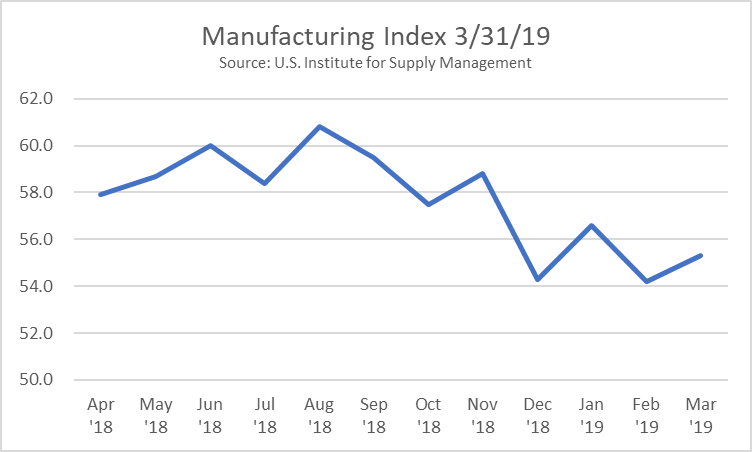 Manufacturing Index 3/31/19
Source: U.S. Institute for Supply Management
62.0
60.0
58.0
56.0
54.0
52.0
50.0
Apr May Jun Jul Aug Sep Oct Nov Dec Jan Feb Mar
'18 '18 '18 '18 '18 '18 '18 '18 '18 '19 '19 '19